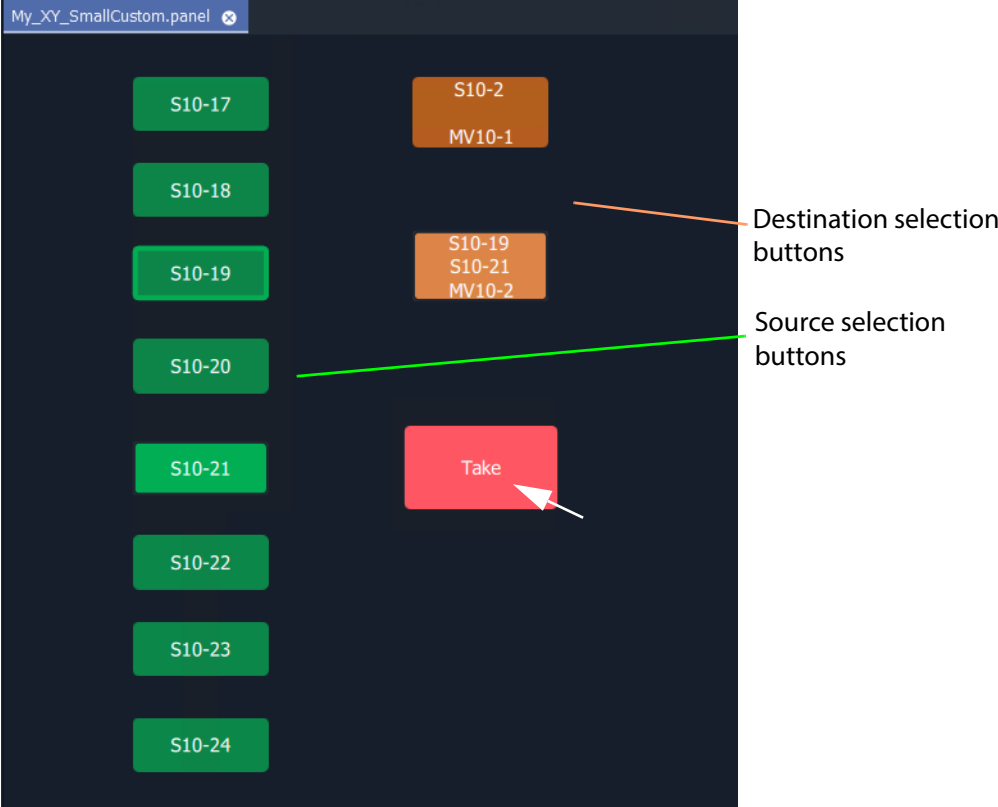 My_XY_SmallCustom.panel
S10-17
S10-18
S10-19
S10-20
S10-21
S10-22
S10-23
S10-24
S10-2
MV10-1
S10-19
S10-21
MV10-2
Take
Destination selection
buttons
Source selection
buttons